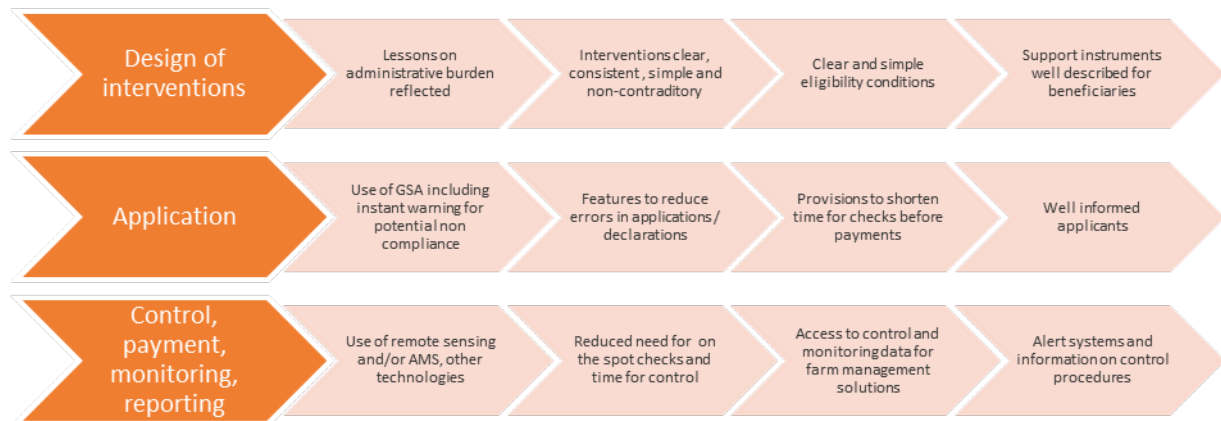 Design of
interventions
Lessons on
administrative burden
reflected
Interventions clear,
consistent, simple and
non-contraditory
Clear and simple
eligibility conditions
Support instruments
well described for
beneficiaries
Application
Use of GSA including
instant warning for
potential non
compliance
Features to reduce
errors in applications/
declarations
Provisions to shorten
time for checks before
payments
Well informed
applicants
Control,
payment,
monitoring,
reporting
Use of remote sensing
and/or AMS, other
technologies
Reduced need for on
the spot checks and
time for control
Access to control and
monitoring data for
farm management
solutions
Alert systems and
information on control
procedures